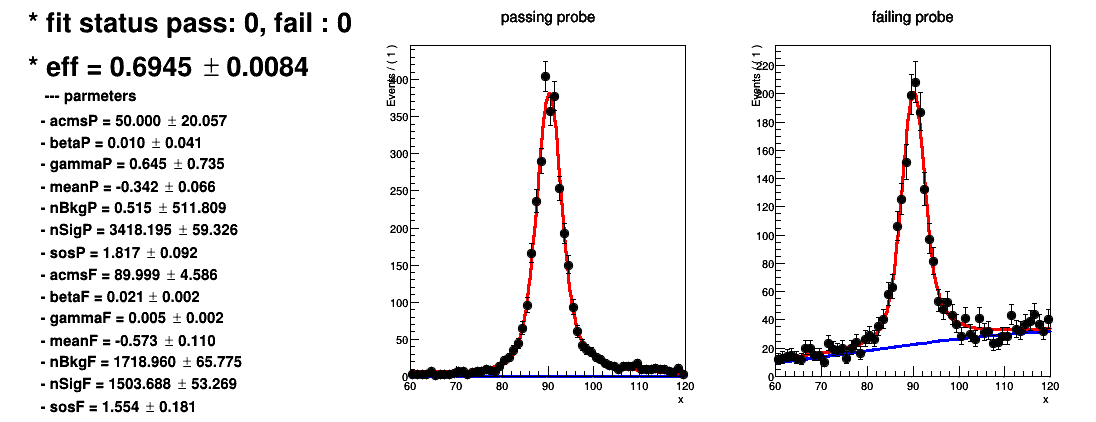 * fit status pass: 0, fail : 0
* eff = 0.6945 ± 0.0084
--- parmeters
- acmsP = 50.000 ± 20.057
- betaP = 0.010 ± 0.041
- gammaP = 0.645 ± 0.735
- meanP = -0.342 ± 0.066
- nBkgP = 0.515 ± 511.809
- nSigP = 3418.195 ± 59.326
- sosP = 1.817 ± 0.092
- acmsF = 89.999 ± 4.586
- betaF = 0.021 ± 0.002
- gammaF = 0.005 ± 0.002
- meanF = -0.573 ± 0.110
- nBkgF = 1718.960 ± 65.775
- nSigF = 1503.688 ± 53.269
- sosF = 1.554 ± 0.181
passing probe
Events / ( 1 )
400
350
300
250
200
150
100
50
0
60 70 80 90 100 110 120
x
failing probe
Events / ( 1 )
220
200
180
160
140
120
100
80
60
40
20
0
60 70 80 90 100 110 120
x